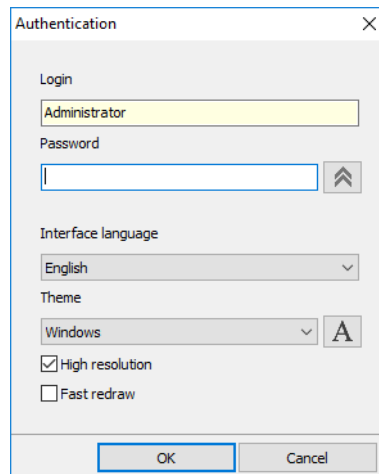 Authentication
Login
Administrator
Password
Interface language
English
Theme
Windows
A
High resolution
Fast redraw
OK Cancel